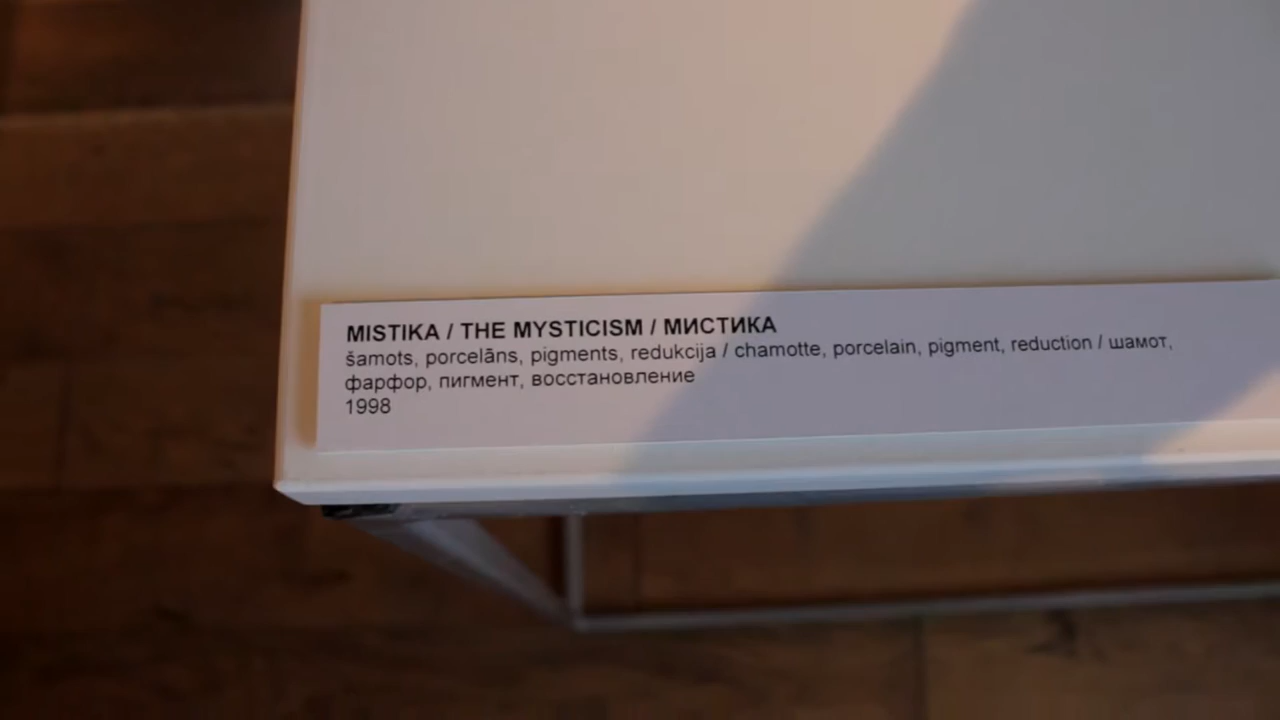 MISTIKA / THE MYSTICISM / МИСТИКА
šamots, porcelāns, pigments, redukcija / chamotte, porcelain, pigment, reduction / шамот,
фарфор, пигмент, восстановление
1998